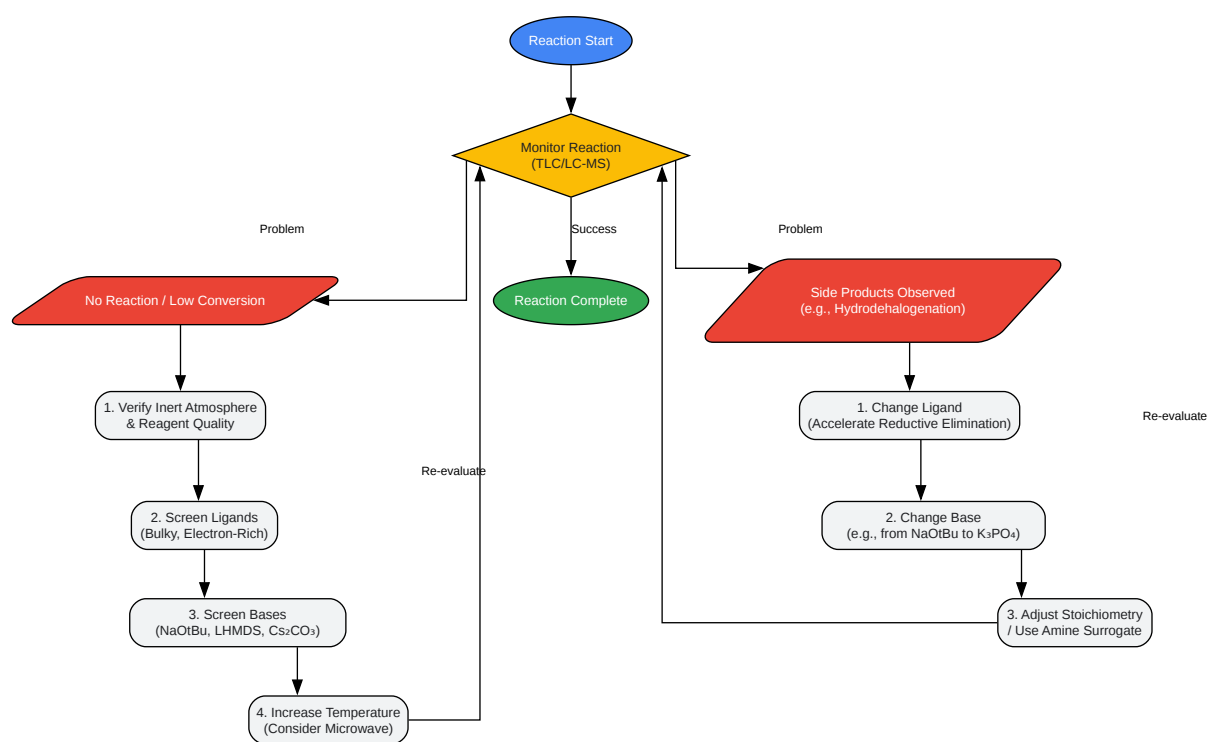 Reaction Start
Monitor Reaction
(TLC/LC-MS)
Problem
Success
Problem
No Reaction / Low Conversion
Reaction Complete
Side Products Observed
(e.g., Hydrodehalogenation)
1. Verify Inert Atmosphere
& Reagent Quality
1. Change Ligand
(Accelerate Reductive Elimination)
Re-evaluate
Re-evaluate
2. Screen Ligands
(Bulky, Electron-Rich)
2. Change Base
(e.g., from NaOtBu to K₃PO₄)
3. Screen Bases
(NaOtBu, LHMDS, Cs₂CO₃)
3. Adjust Stoichiometry
/ Use Amine Surrogate
4. Increase Temperature
(Consider Microwave)